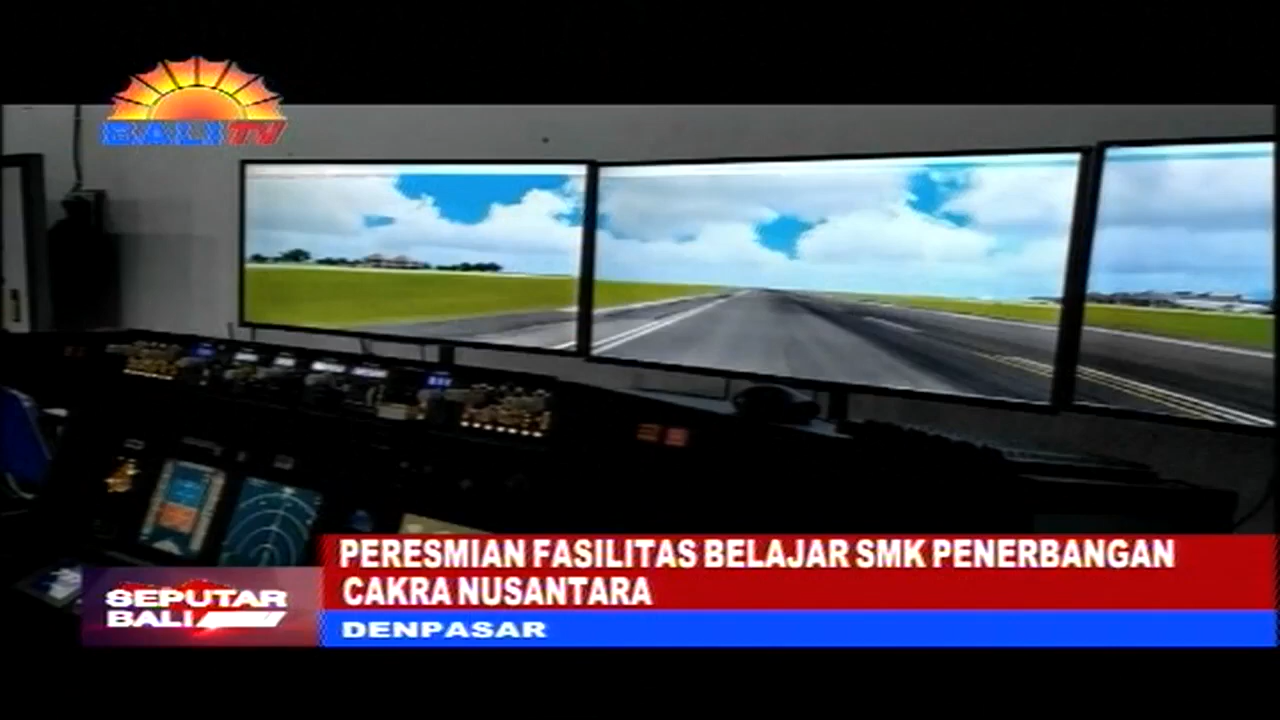 BALI TV
PERESMIAN FASILITAS BELAJAR SMK PENERBANGAN
CAKRA NUSANTARA
SEPUTAR
BALI
DENPASAR